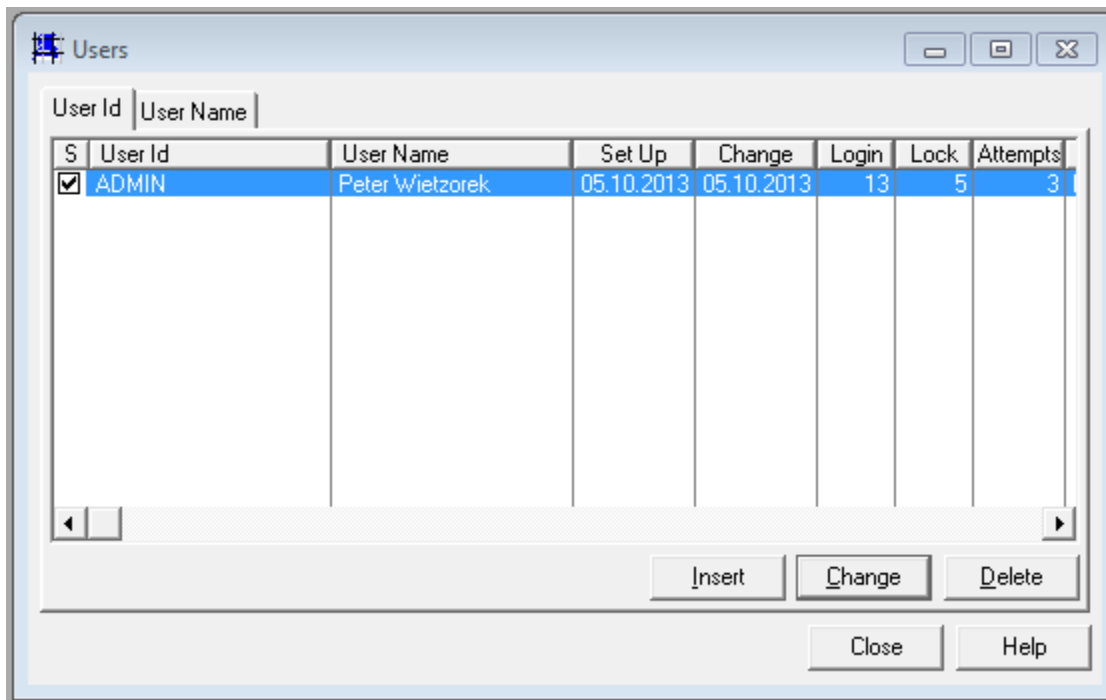 Users
User Id User Name
S User Id User Name Set Up Change Login Lock Attempts
ADMIN Peter Wietzorek 05.10.2013 05.10.2013 13 5 3
Insert Change Delete
Close Help